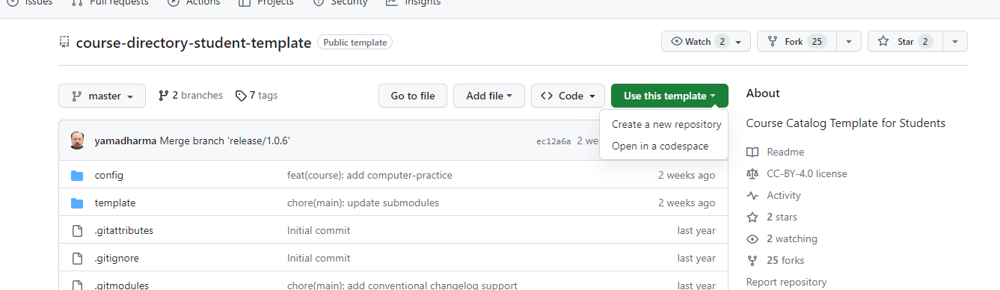 Issues Pull requests Actions Projects Security Insights
course-directory-student-template Public template Watch 2 Fork 25 Star 2
master 2 branches 7 tags Go to file Add file Code Use this template
About
Create a new repository
Open in a codespace
Course Catalog Template for Students
yamadharma Merge branch 'release/1.0.6' ec12a6a 2
Readme
config feat(course): add computer-practice 2 weeks ago
CC-BY-4.0 license
template chore(main): update submodules 2 weeks ago
Activity
2 stars
.gitattributes Initial commit last year
2 watching
.gitignore Initial commit last year
25 forks
.gitmodules chore(main): add conventional changelog support last year
Report repository